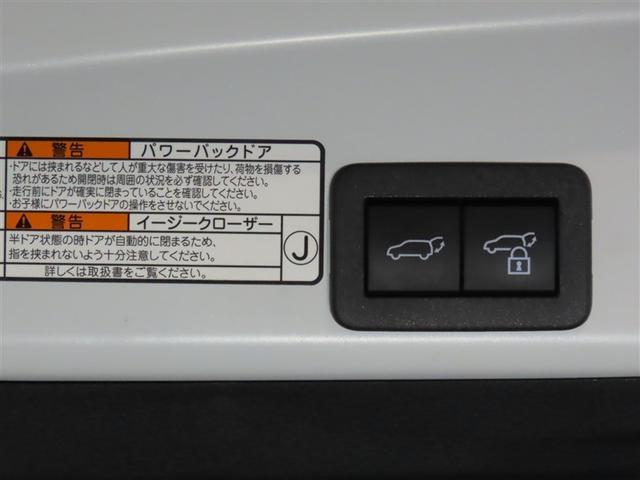 警告 パワーバックドア
・ドアには挟まれるなどして人が重大な傷害を受けたり、荷物を損傷する
恐れがあるため開閉時は周囲の状況を必ず確認してください。
・走行前にドアが確実に閉まっていることを確認してください。
・お子様にパワーバックドアの操作をさせないでください。
警告 イージークローザー
半ドア状態の時ドアが自動的に閉まるため、
指を挟まれないよう十分注意してください。
J
詳しくは取扱書をご覧ください。